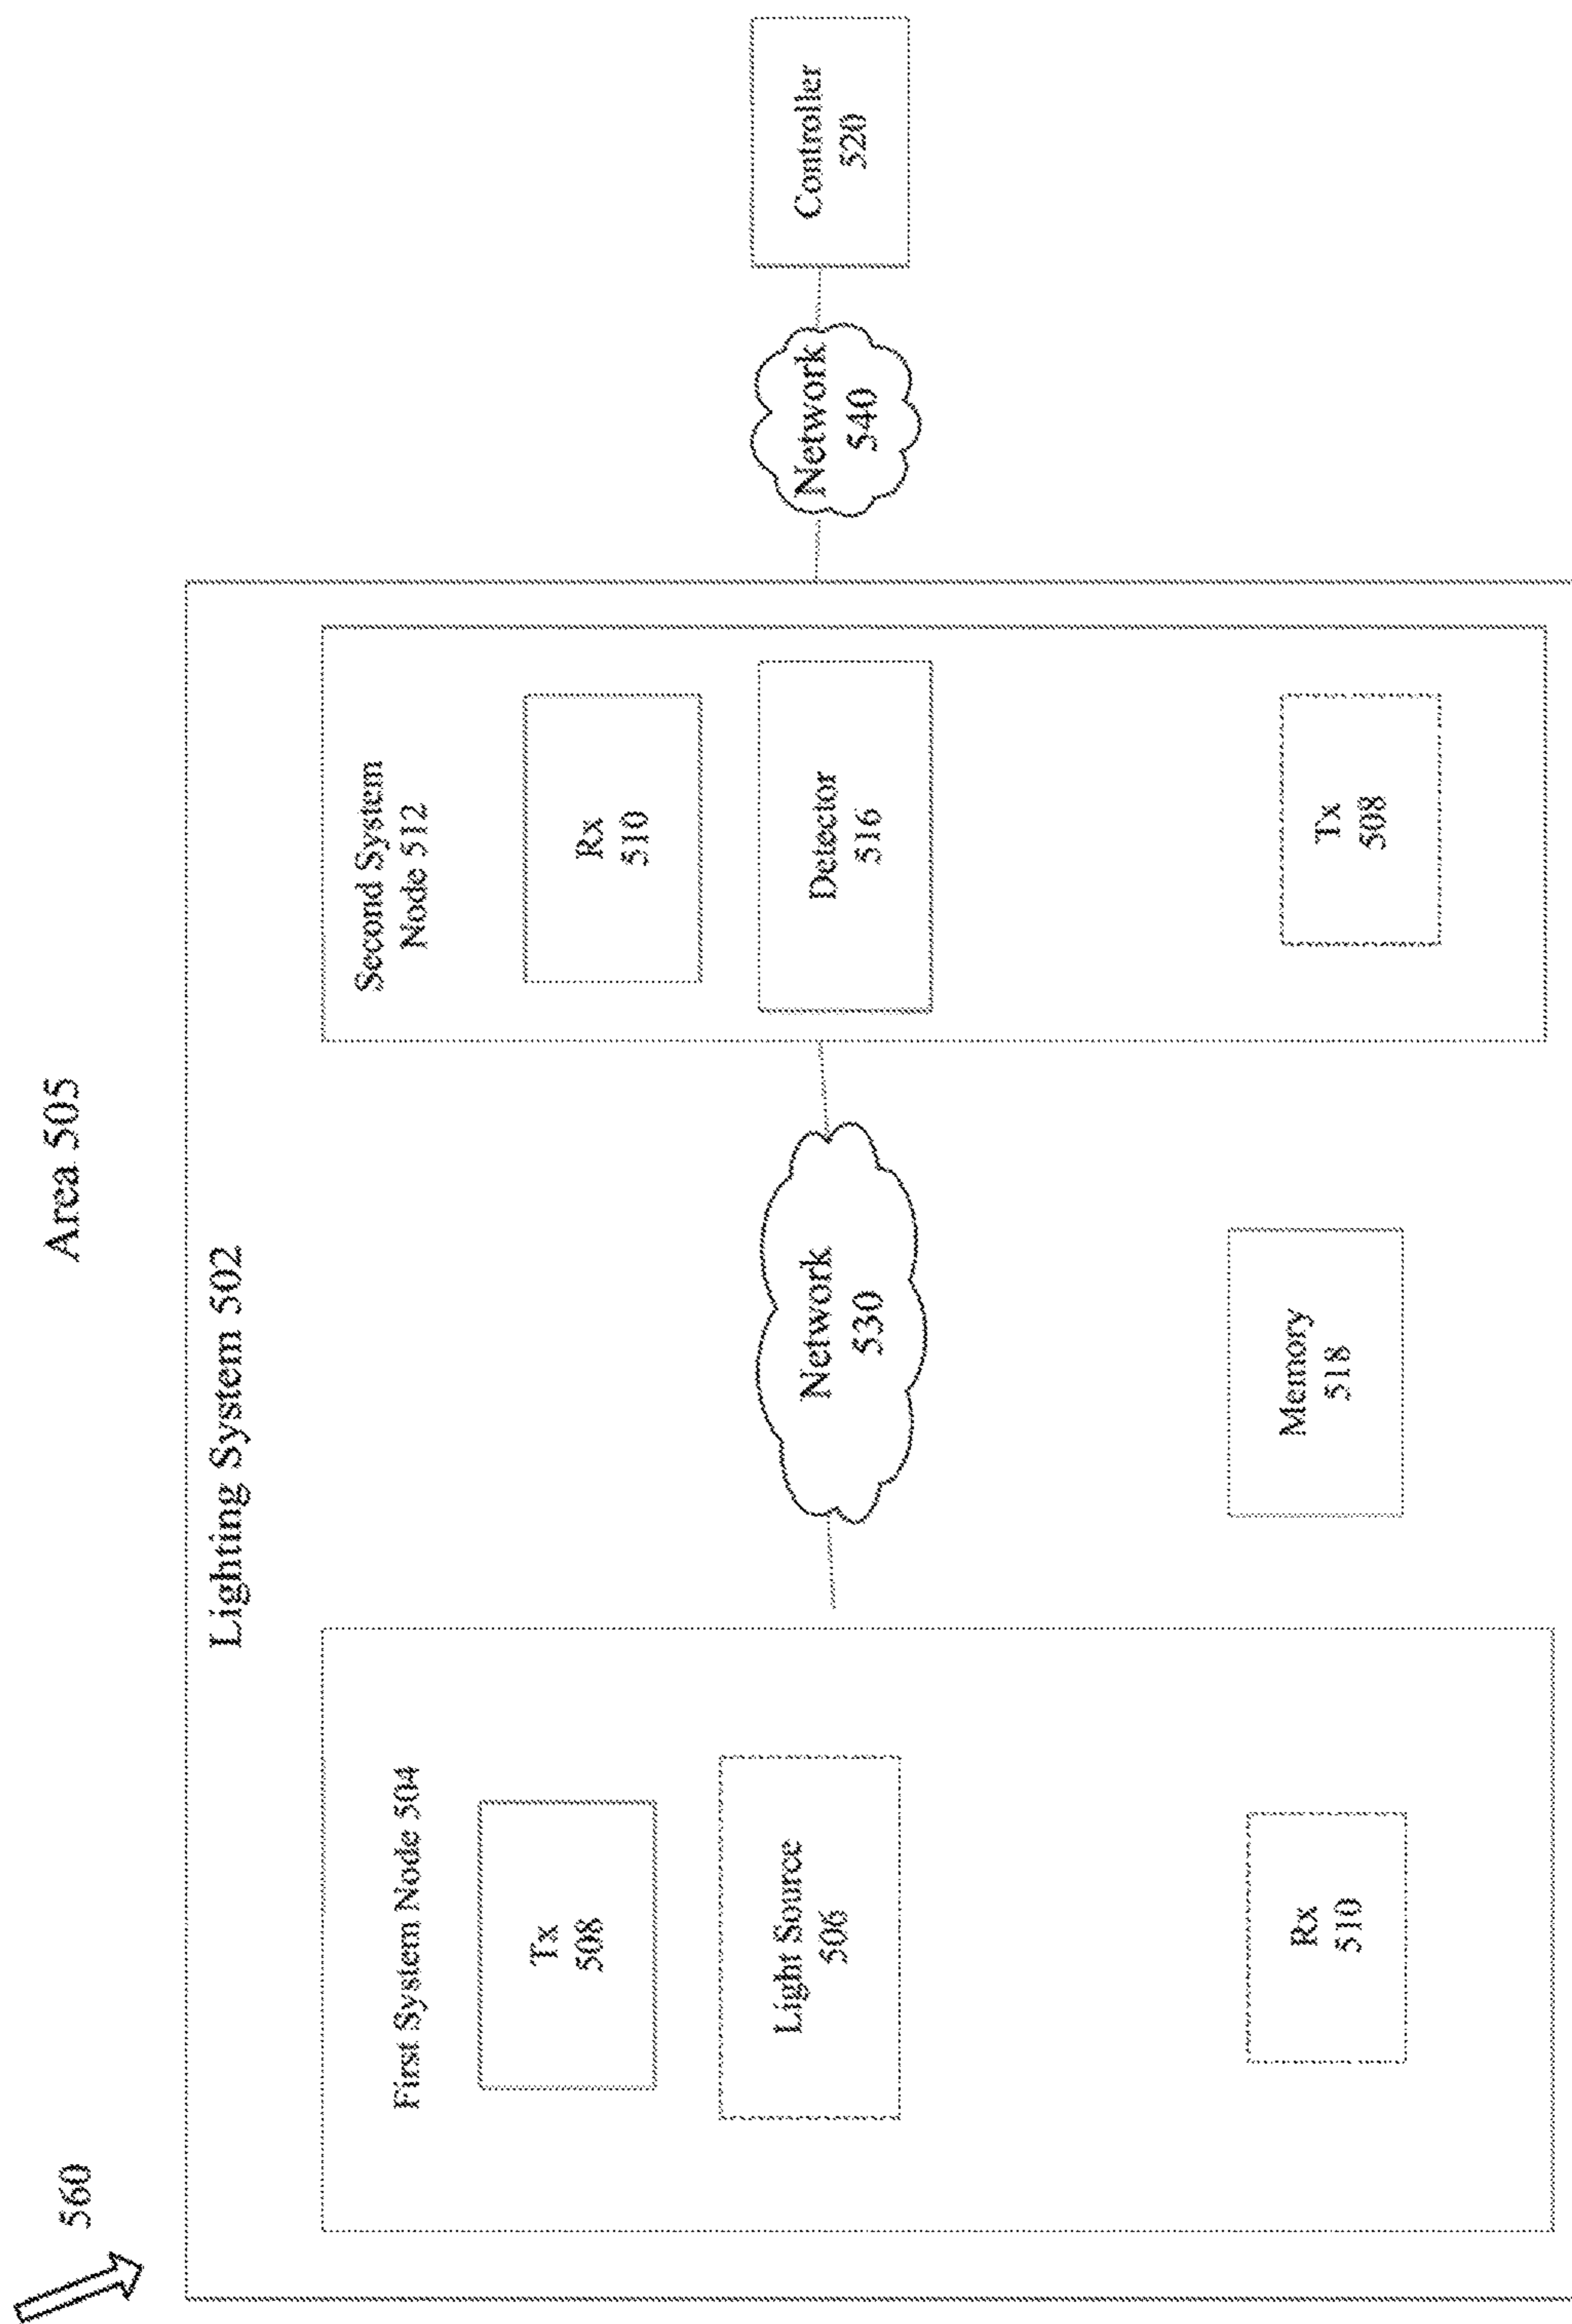 560
Area 505
Lighting System 502
First System Node 504
Tx
508
Light Source
506
Rx
510
Network
530
Memory
518
Second System
Node 512
Rx
510
Detector
516
Tx
508
Network
540
Controller
520